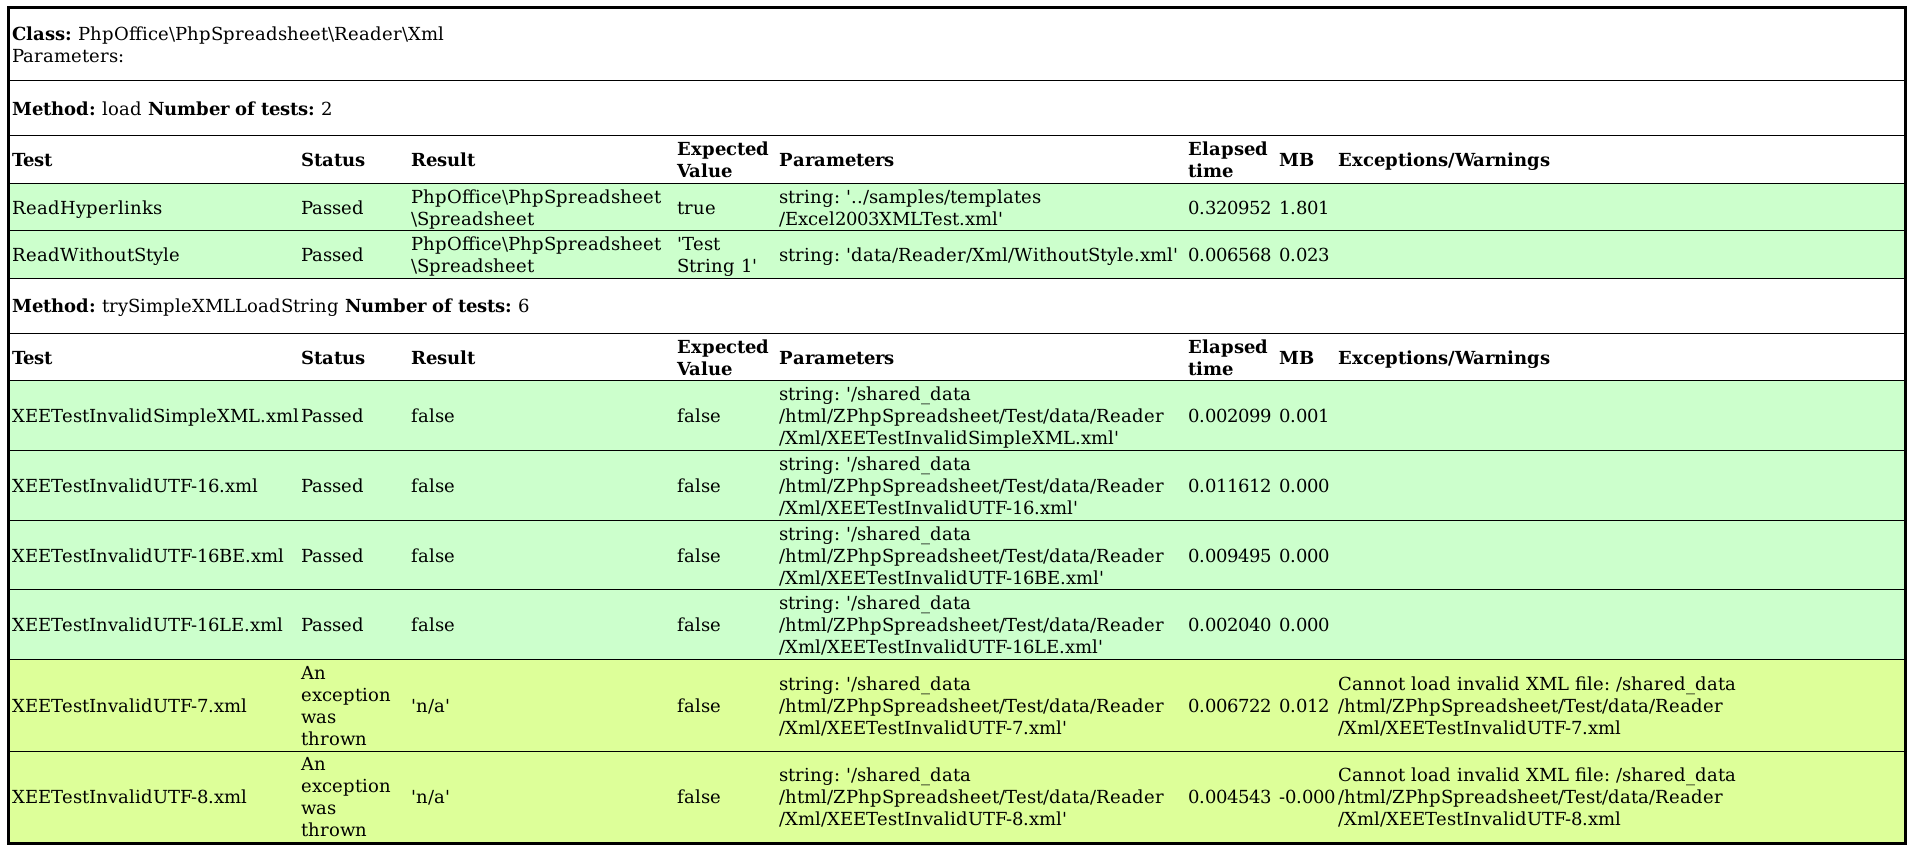 Class: PhpOffice\PhpSpreadsheet\Reader\Xml
Parameters:
Method: load Number of tests: 2
Test Status Result Expected Value Parameters Elapsed time MB Exceptions/Warnings
ReadHyperlinks Passed PhpOffice\PhpSpreadsheet \Spreadsheet true string: '../samples/templates /Excel2003XMLTest.xml' 0.320952 1.801
ReadWithoutStyle Passed PhpOffice\PhpSpreadsheet \Spreadsheet 'Test String 1' string: 'data/Reader/Xml/WithoutStyle.xml' 0.006568 0.023
Method: trySimpleXMLLoadString Number of tests: 6
Test Status Result Expected Value Parameters Elapsed time MB Exceptions/Warnings
XEETestInvalidSimpleXML.xml Passed false false string: '/shared_data /html/ZPhpSpreadsheet/Test/data/Reader /Xml/XEETestInvalidSimpleXML.xml' 0.002099 0.001
XEETestInvalidUTF-16.xml Passed false false string: '/shared_data /html/ZPhpSpreadsheet/Test/data/Reader /Xml/XEETestInvalidUTF-16.xml' 0.011612 0.000
XEETestInvalidUTF-16BE.xml Passed false false string: '/shared_data /html/ZPhpSpreadsheet/Test/data/Reader /Xml/XEETestInvalidUTF-16BE.xml' 0.009495 0.000
XEETestInvalidUTF-16LE.xml Passed false false string: '/shared_data /html/ZPhpSpreadsheet/Test/data/Reader /Xml/XEETestInvalidUTF-16LE.xml' 0.002040 0.000
XEETestInvalidUTF-7.xml An exception was thrown 'n/a' false string: '/shared_data /html/ZPhpSpreadsheet/Test/data/Reader /Xml/XEETestInvalidUTF-7.xml' 0.006722 0.012 Cannot load invalid XML file: /shared_data /html/ZPhpSpreadsheet/Test/data/Reader /Xml/XEETestInvalidUTF-7.xml
XEETestInvalidUTF-8.xml An exception was thrown 'n/a' false string: '/shared_data /html/ZPhpSpreadsheet/Test/data/Reader /Xml/XEETestInvalidUTF-8.xml' 0.004543 -0.000 Cannot load invalid XML file: /shared_data /html/ZPhpSpreadsheet/Test/data/Reader /Xml/XEETestInvalidUTF-8.xml